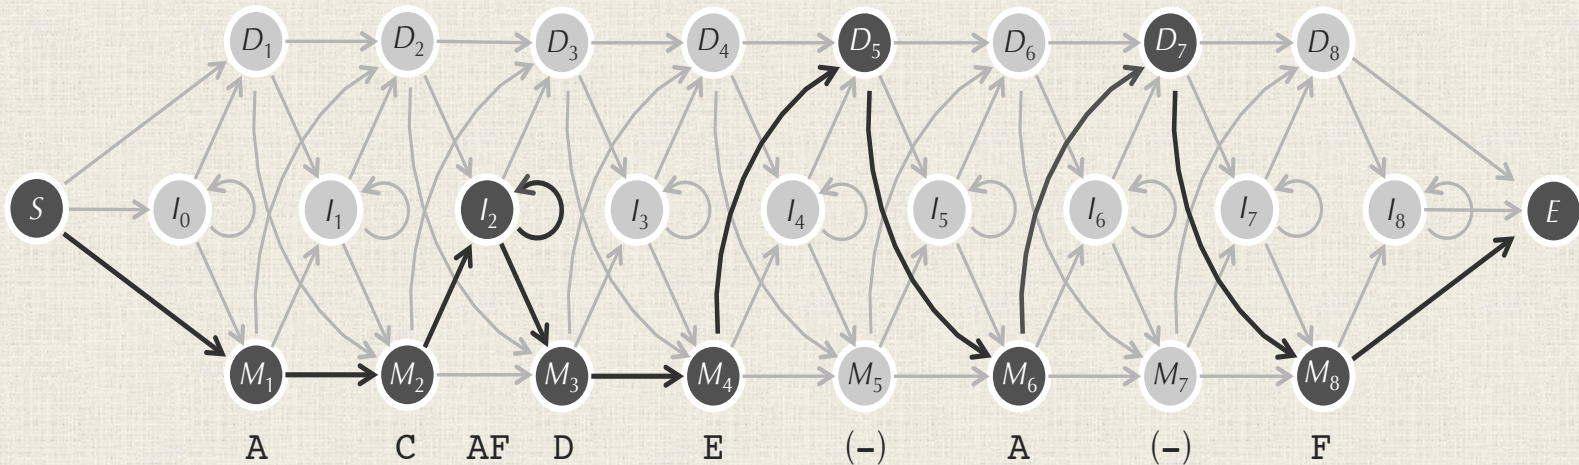 D₁ D₂ D₃ D₄ D₅ D₆ D₇ D₈
S I₀ I₁ I₂ I₃ I₄ I₅ I₆ I₇ I₈ E
M₁ M₂ M₃ M₄ M₅ M₆ M₇ M₈
A C AF D E (–) A (–) F